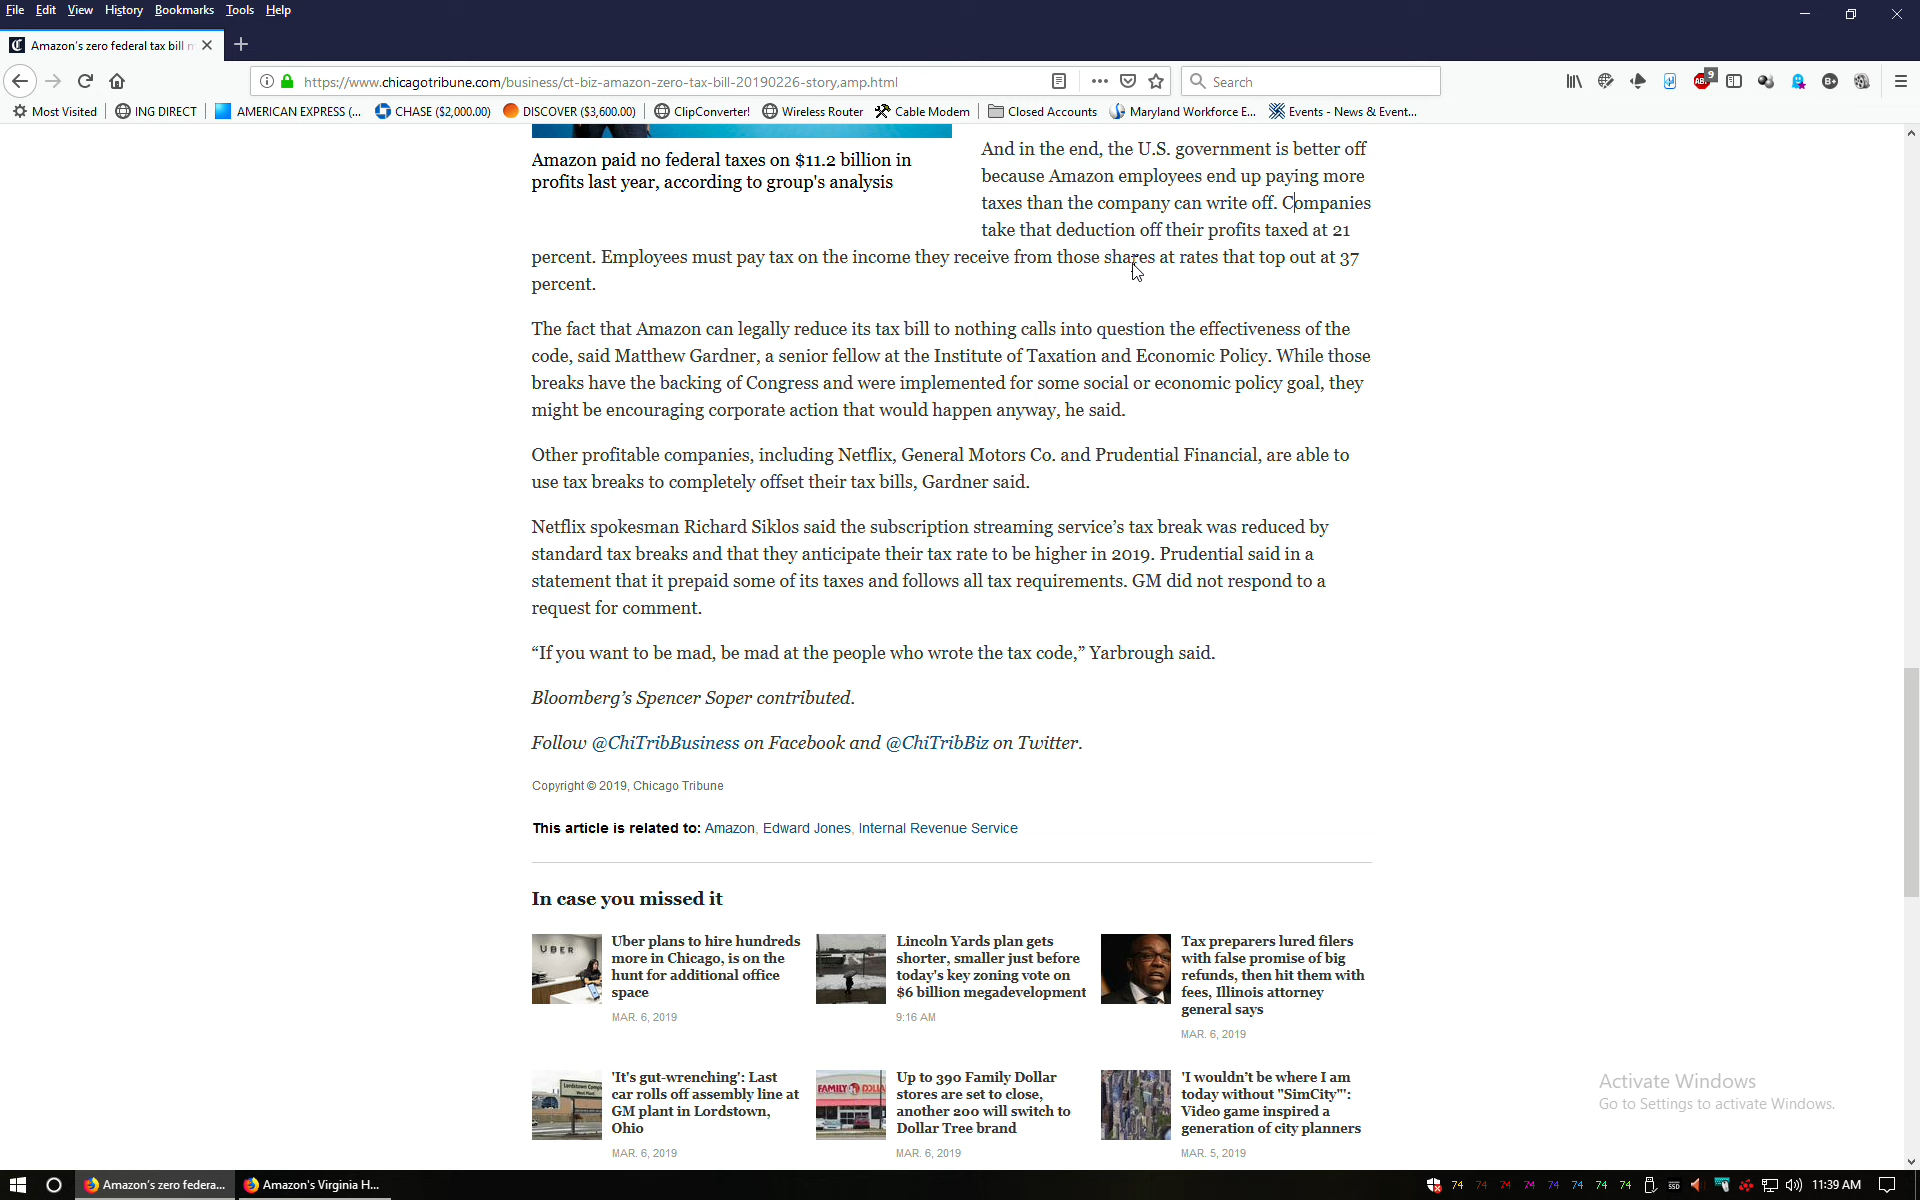 File Edit View History Bookmarks Tools Help
Amazon's zero federal tax bill
https://www.chicagotribune.com/business/ct-biz-amazon-zero-tax-bill-20190226-story,amp.html
Search
9
Most Visited ING DIRECT AMERICAN EXPRESS (... CHASE ($2,000.00) DISCOVER ($3,600.00) ClipConverter! Wireless Router Cable Modem Closed Accounts Maryland Workforce E... Events - News & Event...
Amazon paid no federal taxes on $11.2 billion in
profits last year, according to group's analysis
And in the end, the U.S. government is better off
because Amazon employees end up paying more
taxes than the company can write off. Companies
take that deduction off their profits taxed at 21
percent. Employees must pay tax on the income they receive from those shares at rates that top out at 37
percent.
The fact that Amazon can legally reduce its tax bill to nothing calls into question the effectiveness of the
code, said Matthew Gardner, a senior fellow at the Institute of Taxation and Economic Policy. While those
breaks have the backing of Congress and were implemented for some social or economic policy goal, they
might be encouraging corporate action that would happen anyway, he said.
Other profitable companies, including Netflix, General Motors Co. and Prudential Financial, are able to
use tax breaks to completely offset their tax bills, Gardner said.
Netflix spokesman Richard Siklos said the subscription streaming service's tax break was reduced by
standard tax breaks and that they anticipate their tax rate to be higher in 2019. Prudential said in a
statement that it prepaid some of its taxes and follows all tax requirements. GM did not respond to a
request for comment.
“If you want to be mad, be mad at the people who wrote the tax code,” Yarbrough said.
Bloomberg's Spencer Soper contributed.
Follow @ChiTribBusiness on Facebook and @ChiTribBiz on Twitter.
Copyright © 2019, Chicago Tribune
This article is related to: Amazon, Edward Jones, Internal Revenue Service
In case you missed it
UBER
Uber plans to hire hundreds
more in Chicago, is on the
hunt for additional office
space
MAR. 6, 2019
Lincoln Yards plan gets
shorter, smaller just before
today's key zoning vote on
$6 billion megadevelopment
9:16 AM
Tax preparers lured filers
with false promise of big
refunds, then hit them with
fees, Illinois attorney
general says
MAR. 6, 2019
'It's gut-wrenching': Last
car rolls off assembly line at
GM plant in Lordstown,
Ohio
MAR. 6, 2019
FAMILY DOLLA
Up to 390 Family Dollar
stores are set to close,
another 200 will switch to
Dollar Tree brand
MAR. 6, 2019
'I wouldn't be where I am
today without "SimCity"':
Video game inspired a
generation of city planners
MAR. 5, 2019
Activate Windows
Go to Settings to activate Windows.
Amazon's zero federa... Amazon's Virginia H... 74 74 74 74 74 74 74 74 SSD 11:39 AM